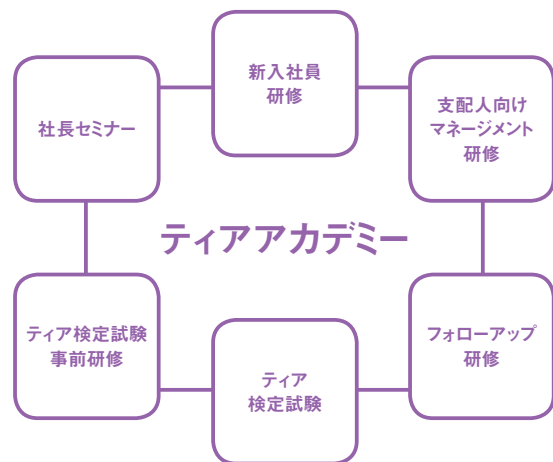 新入社員
研修
社長セミナー
支配人向け
マネージメント
研修
ティアアカデミー
ティア検定試験
事前研修
フォローアップ
研修
ティア
検定試験